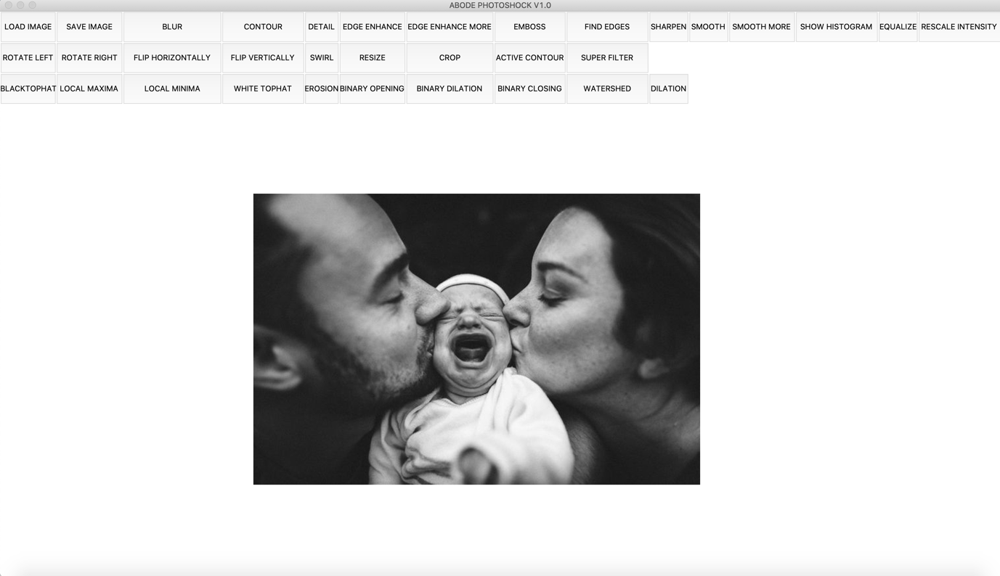 ABODE PHOTOSHOCK V1.0
LOAD IMAGE SAVE IMAGE BLUR CONTOUR DETAIL EDGE ENHANCE EDGE ENHANCE MORE EMBOSS FIND EDGES SHARPEN SMOOTH SMOOTH MORE SHOW HISTOGRAM EQUALIZE RESCALE INTENSITY
ROTATE LEFT ROTATE RIGHT FLIP HORIZONTALLY FLIP VERTICALLY SWIRL RESIZE CROP ACTIVE CONTOUR SUPER FILTER
BLACKTOPHAT LOCAL MAXIMA LOCAL MINIMA WHITE TOPHAT EROSION BINARY OPENING BINARY DILATION BINARY CLOSING WATERSHED DILATION